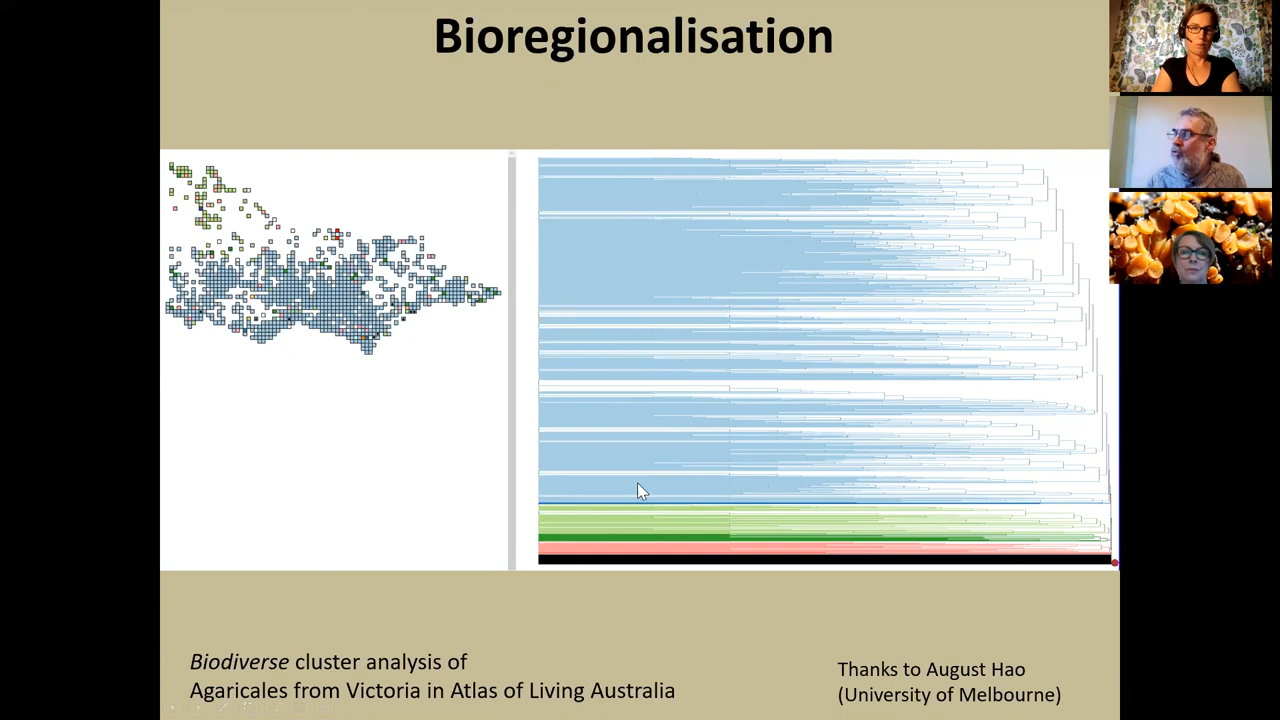 Bioregionalisation
Biodiverse cluster analysis of
Agaricales from Victoria in Atlas of Living Australia
Thanks to August Hao
(University of Melbourne)